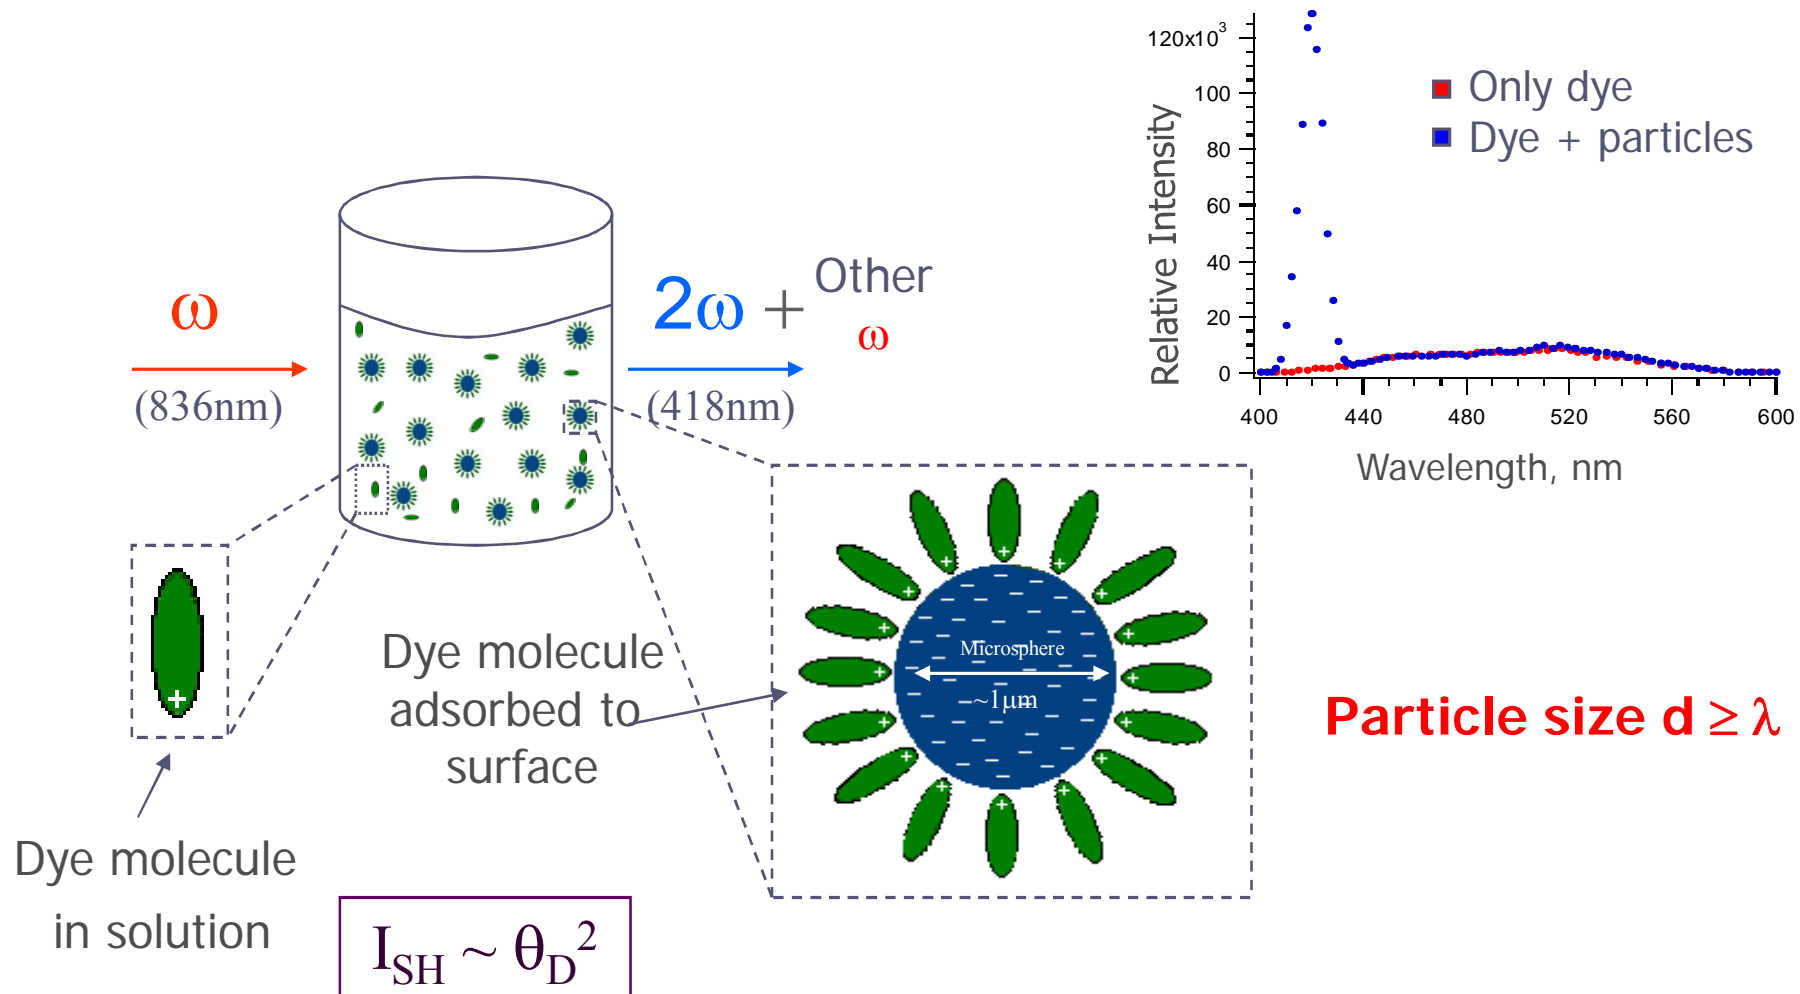 120x10³
100
80
60
40
20
0
Relative Intensity
Only dye
Dye + particles
400
440
480
520
560
600
Wavelength, nm
ω
(836nm)
2ω + Other
ω
(418nm)
+
Dye molecule
in solution
Dye molecule
adsorbed to
surface
Microsphere
~1μm
Particle size d ≥ λ
I_SH ~ θ_D²